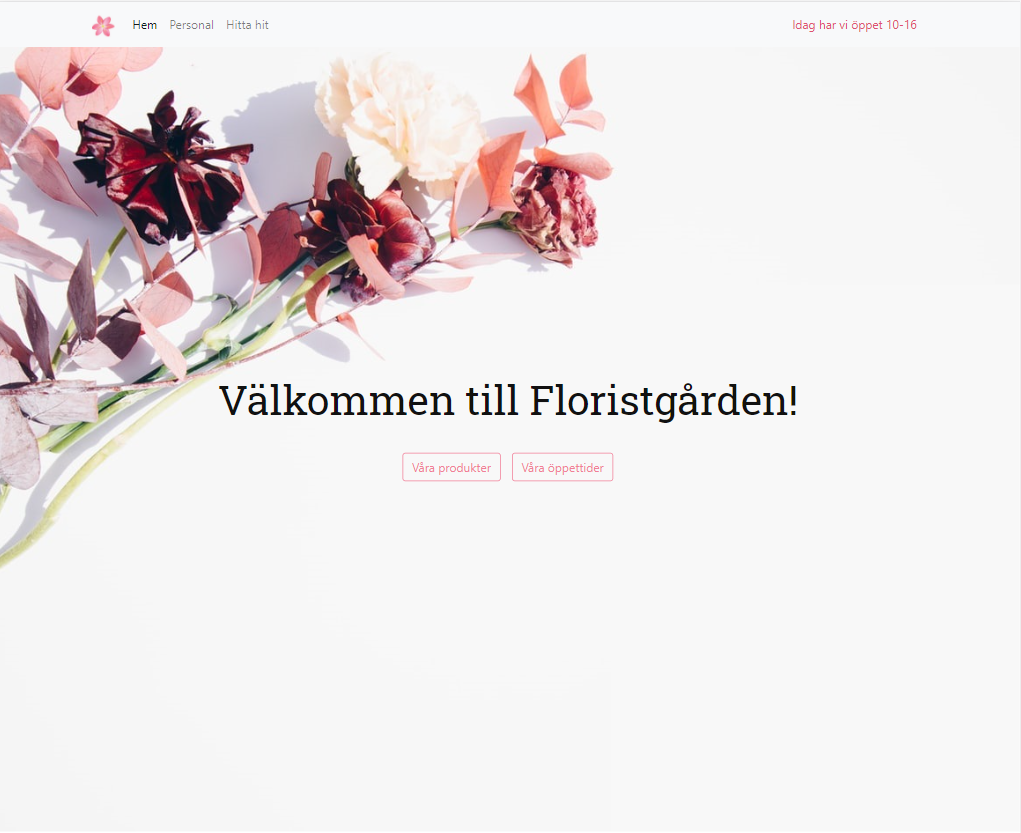 Hem Personal Hitta hit Idag har vi öppet 10-16
Välkommen till Floristgården!
Våra produkter Våra öppettider